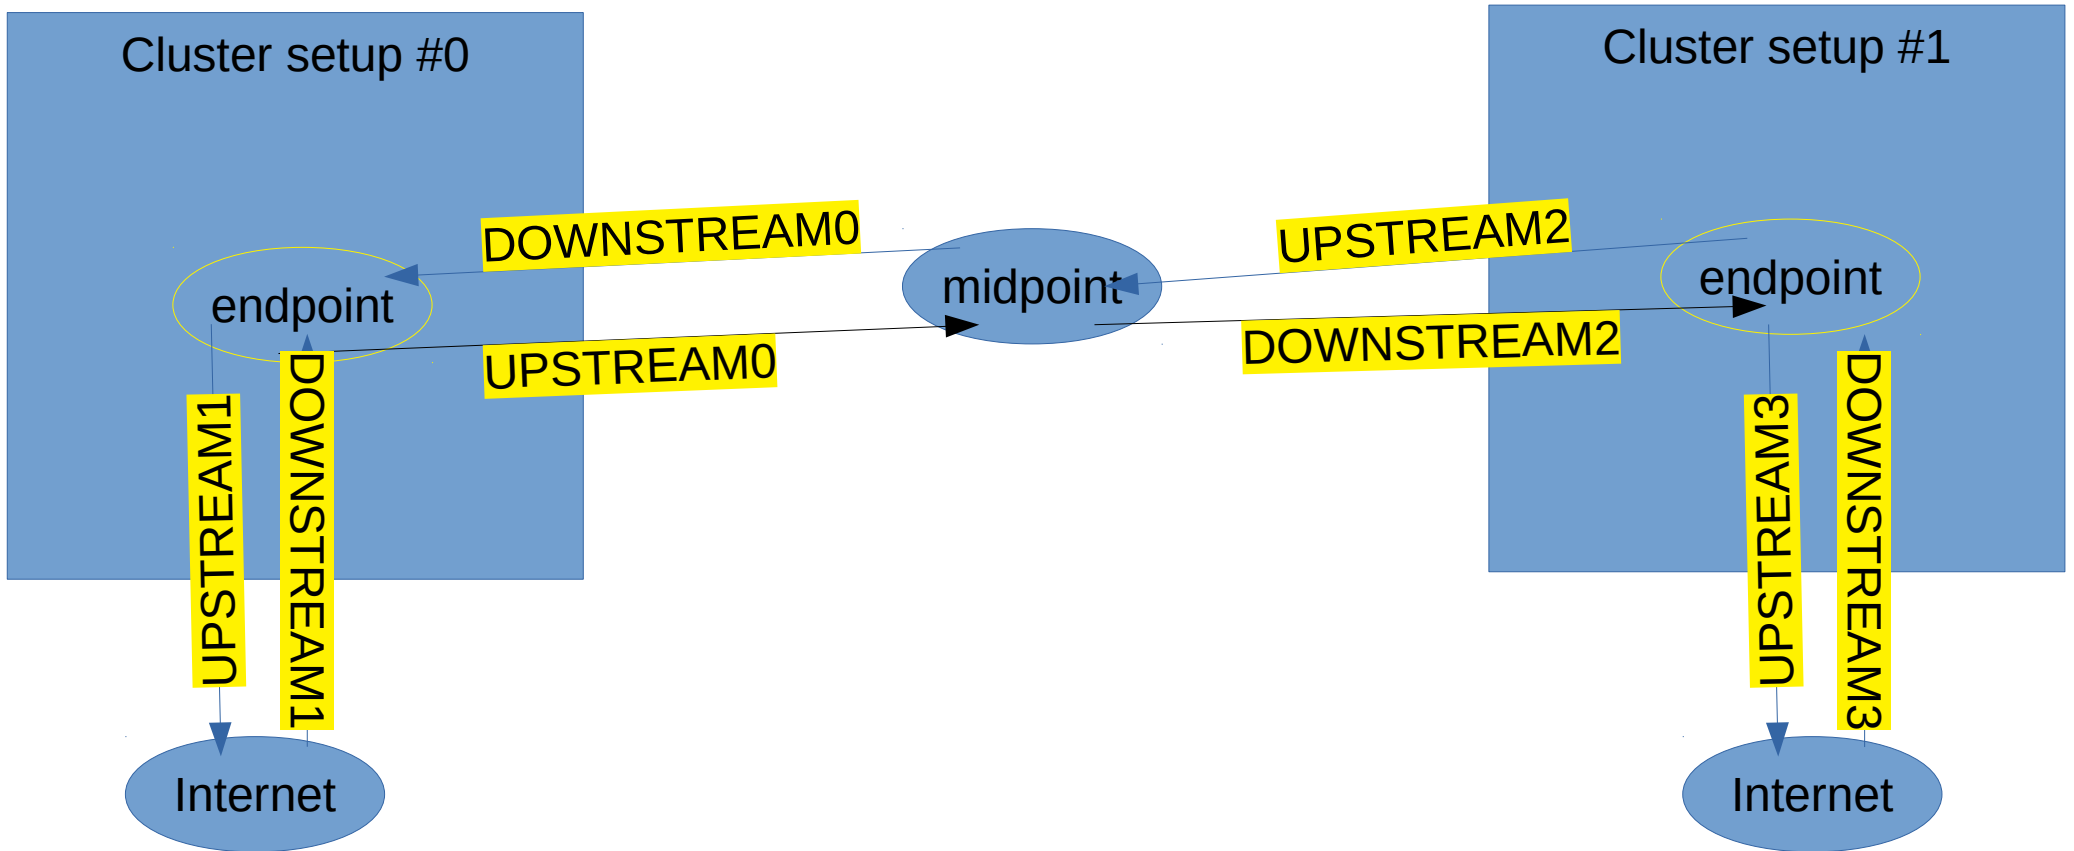 Cluster setup #0
Cluster setup #1
DOWNSTREAM0
UPSTREAM2
endpoint
midpoint
endpoint
UPSTREAM0
DOWNSTREAM2
UPSTREAM1
DOWNSTREAM1
UPSTREAM3
DOWNSTREAM3
Internet
Internet